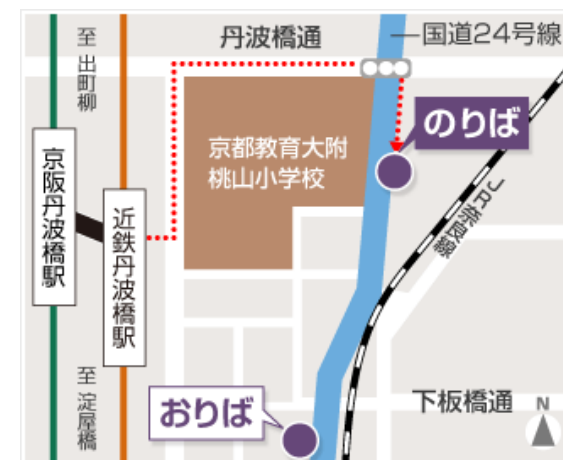 至
出町柳
丹波橋通
国道24号線
のりば
京都教育大附
桃山小学校
京阪丹波橋駅
近鉄丹波橋駅
JR奈良線
至
淀屋橋
おりば
下板橋通
N